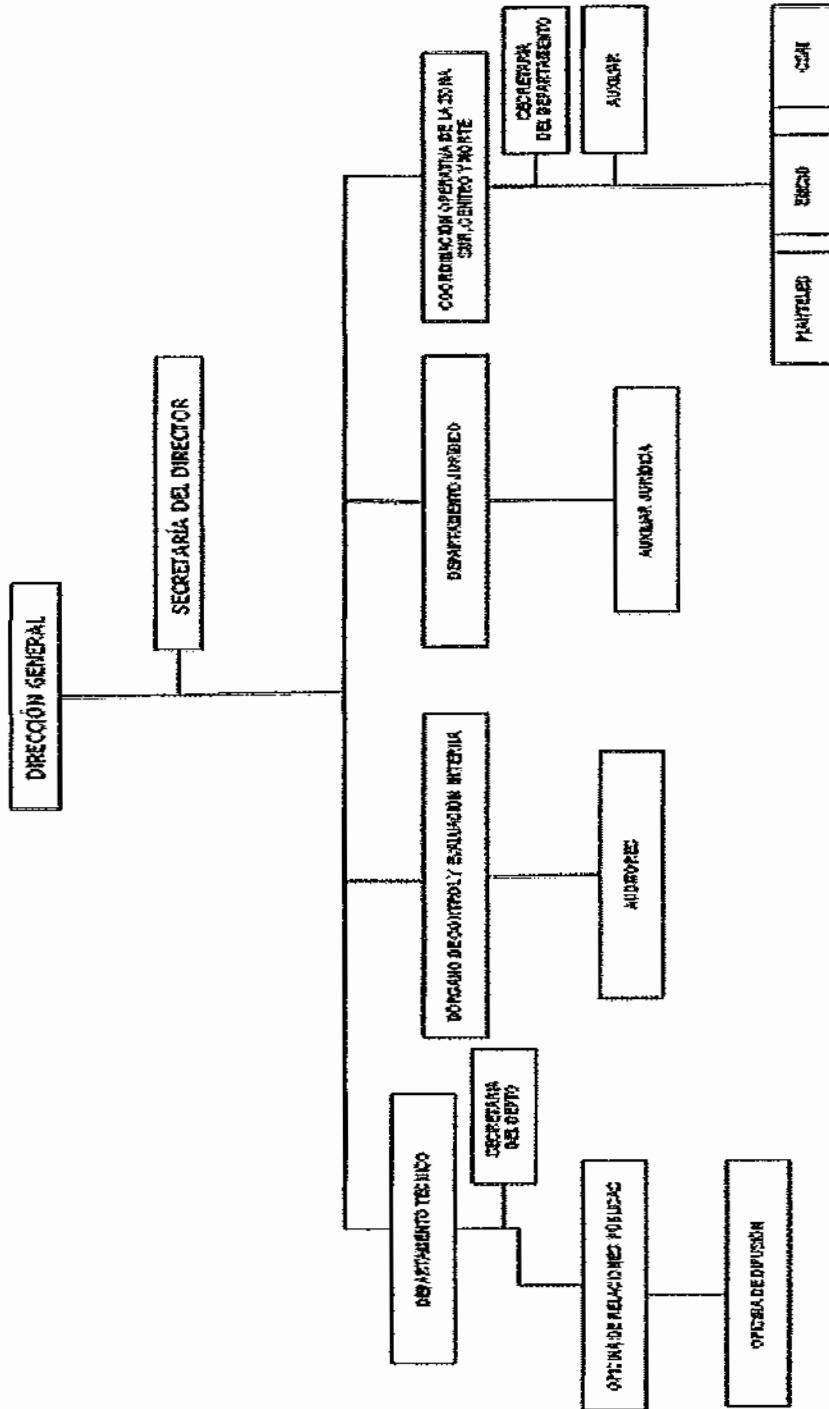 DIRECCIÓN GENERAL
SECRETARÍA DEL DIRECTOR
DEPARTAMENTO TECNICO
SECRETARIA
DEL DEPTO
OFICINA DE RELACIONES PÚBLICAS
OFICINA DE DIFUSIÓN
ÓRGANO DE CONTROL Y EVALUACIÓN INTERNA
AUDITORES
DEPARTAMENTO JURÍDICO
AUXILIAR JURÍDICA
COORDINACIÓN OPERATIVA DE LA ZONA
SUR, CENTRO Y NORTE
SECRETARIA
DEL DEPARTAMENTO
AUXILIAR
PLANTELES